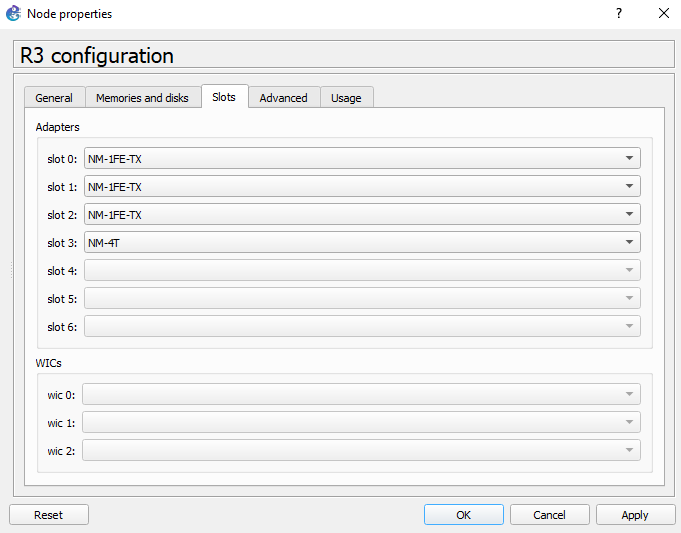 Node properties
?
R3 configuration
General Memories and disks Slots Advanced Usage
Adapters
slot 0: NM-1FE-TX
slot 1: NM-1FE-TX
slot 2: NM-1FE-TX
slot 3: NM-4T
slot 4:
slot 5:
slot 6:
WICs
wic 0:
wic 1:
wic 2:
Reset OK Cancel Apply